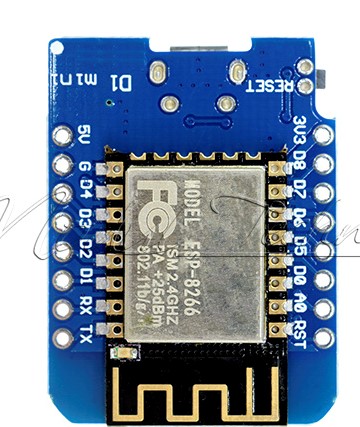 D1
mini
RESET
5V
G
D4
D3
D2
D1
RX
TX
3V3
D8
D7
D6
D5
D0
A0
RST
FC
MODEL ESP-8266
ISM 2.4GHZ
PA +25dBm
802.11b/g/n